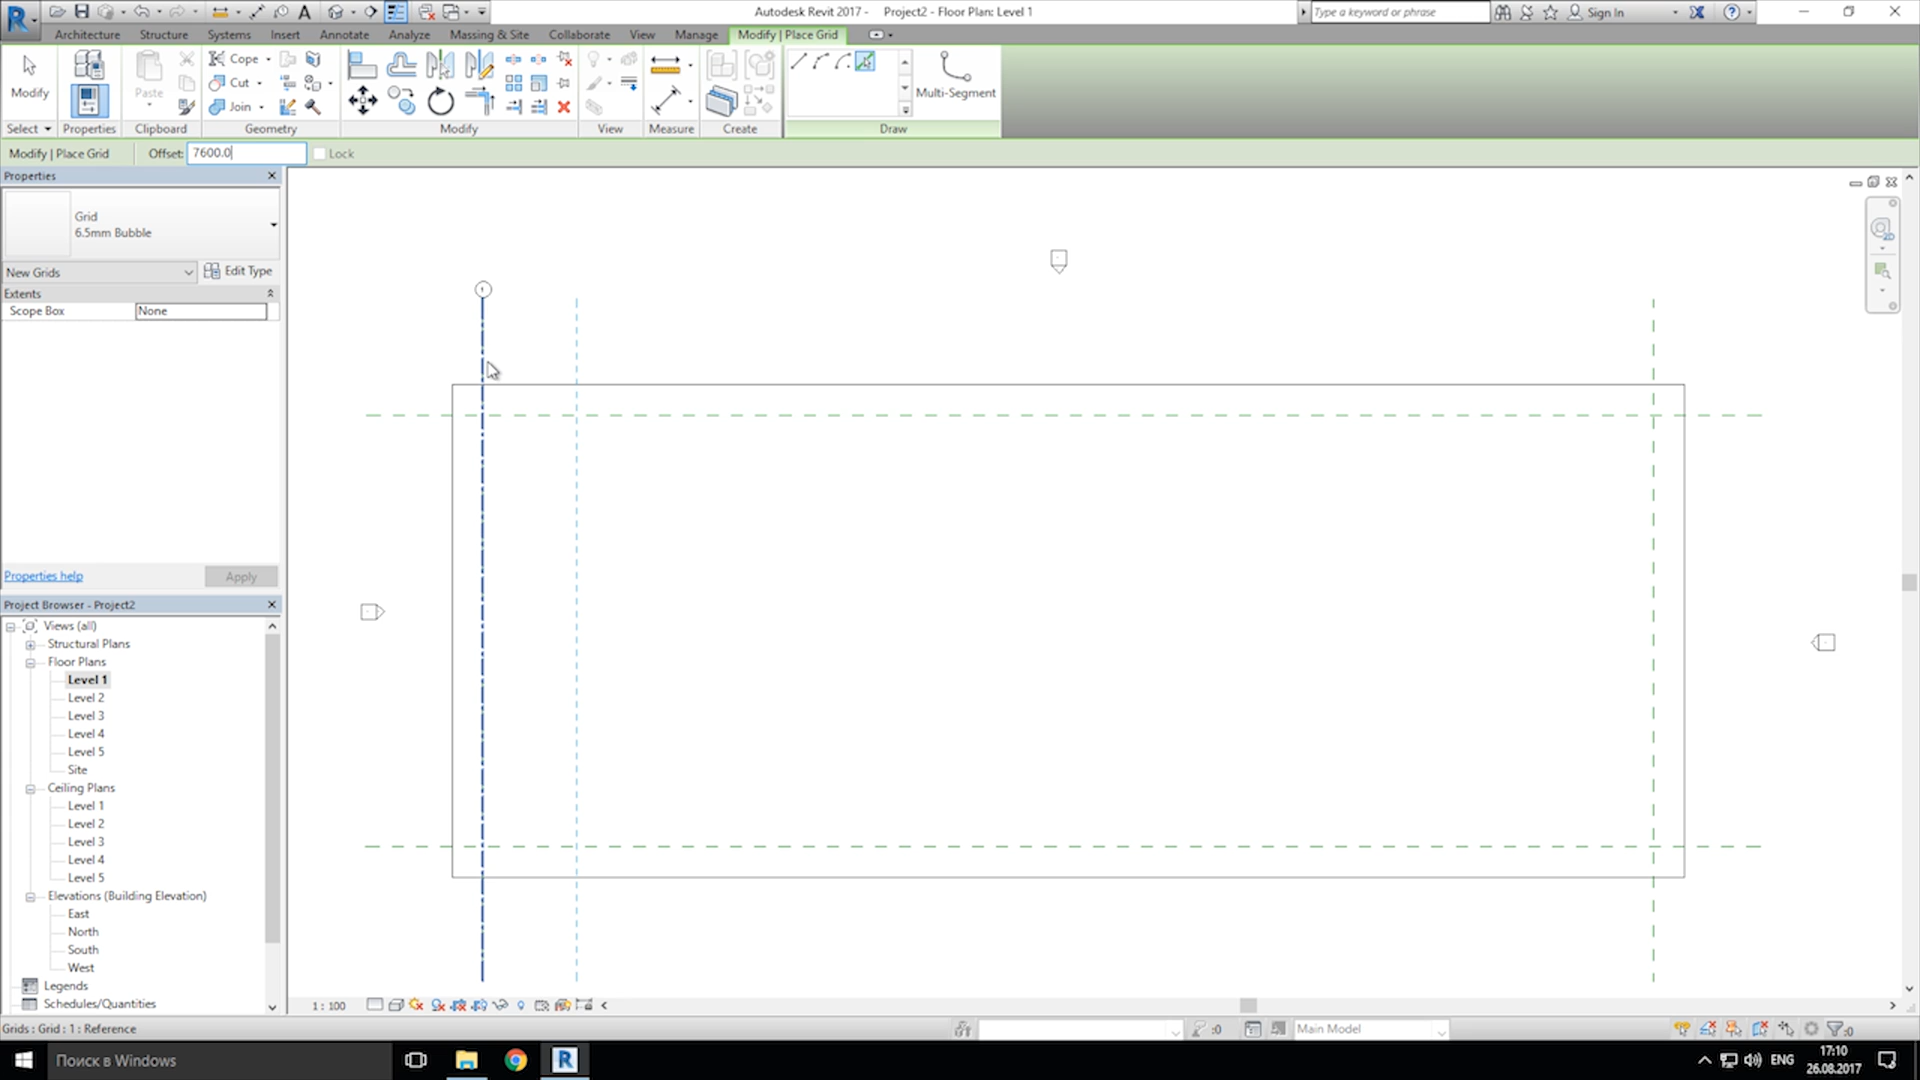 Autodesk Revit 2017 -     Project2 - Floor Plan: Level 1
Type a keyword or phrase
Sign In
Architecture
Structure
Systems
Insert
Annotate
Analyze
Massing & Site
Collaborate
View
Manage
Modify | Place Grid
Modify
Paste
Cope
Cut
Join
Multi-Segment
Select
Properties
Clipboard
Geometry
Modify
View
Measure
Create
Draw
Modify | Place Grid
Offset: 7600.0
Lock
Properties
Grid
6.5mm Bubble
New Grids
Edit Type
Extents
Scope Box
None
Properties help
Apply
Project Browser - Project2
Views (all)
Structural Plans
Floor Plans
Level 1
Level 2
Level 3
Level 4
Level 5
Site
Ceiling Plans
Level 1
Level 2
Level 3
Level 4
Level 5
Elevations (Building Elevation)
East
North
South
West
Legends
Schedules/Quantities
1
1 : 100
Grids : Grid : 1 : Reference
:0
Main Model
:0
Поиск в Windows
ENG
17:10
26.08.2017